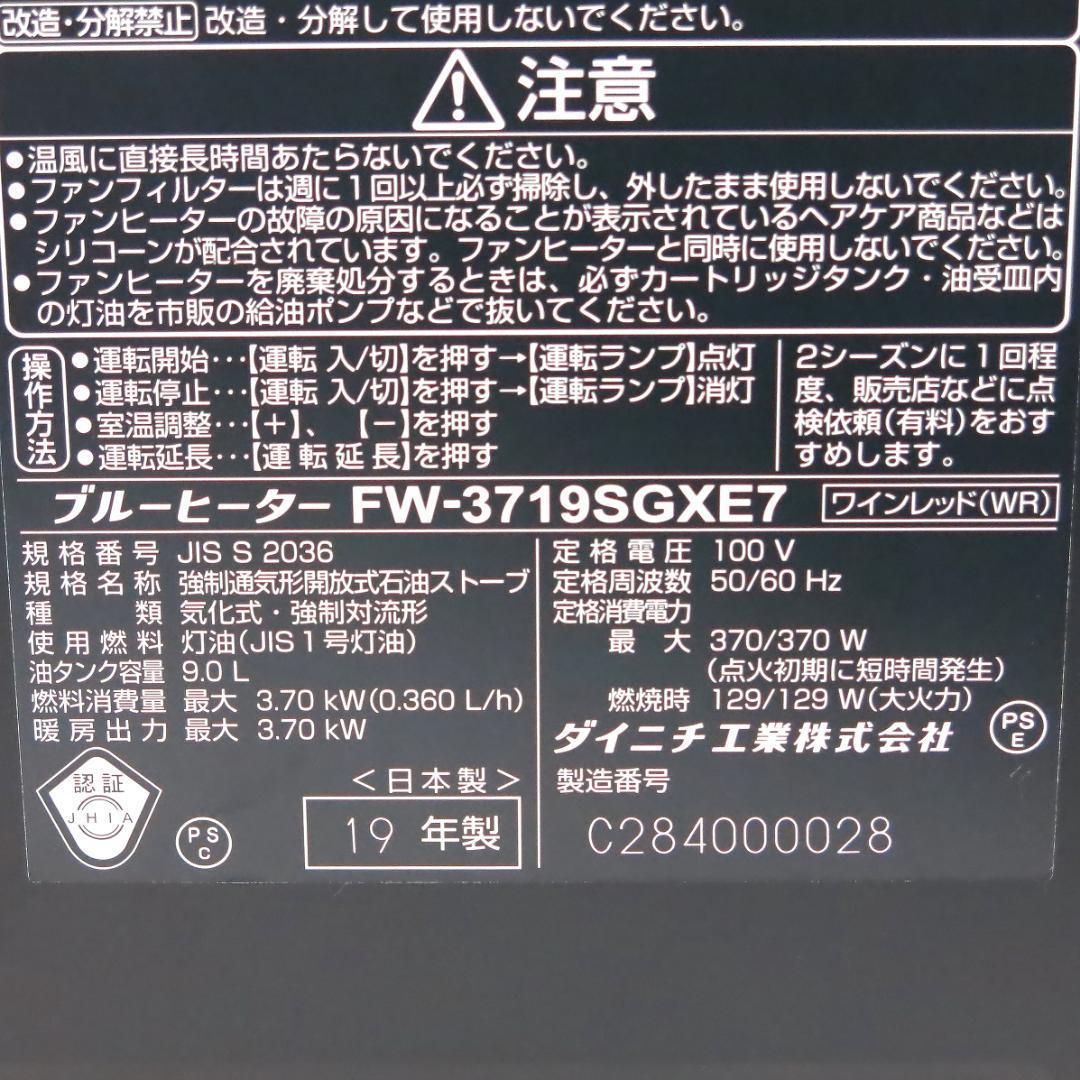 改造・分解禁止 改造・分解して使用しないでください。
注意
●温風に直接長時間あたらないでください。
●ファンフィルターは週に1回以上必ず掃除し、外したまま使用しないでください。
●ファンヒーターの故障の原因になることが表示されているヘアケア商品などは
シリコーンが配合されています。ファンヒーターと同時に使用しないでください。
●ファンヒーターを廃棄処分するときは、必ずカートリッジタンク・油受皿内
の灯油を市販の給油ポンプなどで抜いてください。
操作方法
●運転開始･･･【運転 入/切】を押す→【運転ランプ】点灯
●運転停止･･･【運転 入/切】を押す→【運転ランプ】消灯
●室温調整･･･【＋】、【－】を押す
●運転延長･･･【運転延長】を押す
2シーズンに1回程
度、販売店などに点
検依頼(有料)をおす
すめします。
ブルーヒーター FW-3719SGXE7 ワインレッド(WR)
規格番号 JIS S 2036
規格名称 強制通気形開放式石油ストーブ
種類 気化式・強制対流形
使用燃料 灯油(JIS1号灯油)
油タンク容量 9.0 L
燃料消費量 最大 3.70 kW(0.360 L/h)
暖房出力 最大 3.70 kW
認証
JHIA
PS
C
＜日本製＞
19 年製
定格電圧 100 V
定格周波数 50/60 Hz
定格消費電力
最大 370/370 W
(点火初期に短時間発生)
燃焼時 129/129 W(大火力)
ダイニチ工業株式会社
PS
E
製造番号
C284000028